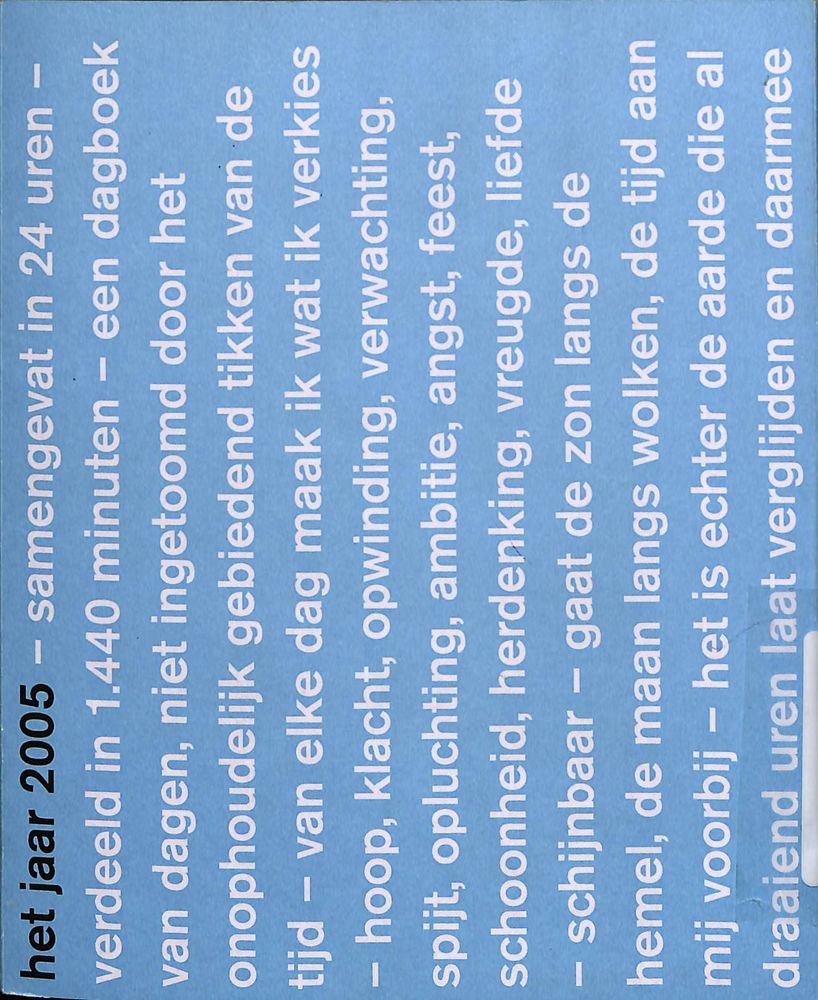 het jaar 2005 – samengevat in 24 uren –
verdeeld in 1.440 minuten – een dagboek
van dagen, niet ingetoomd door het
onophoudelijk gebiedend tikken van de
tijd – van elke dag maak ik wat ik verkies
– hoop, klacht, opwinding, verwachting,
spijt, opluchting, ambitie, angst, feest,
schoonheid, herdenking, vreugde, liefde
– schijnbaar – gaat de zon langs de
hemel, de maan langs wolken, de tijd aan
mij voorbij – het is echter de aarde die al
draaiend uren laat verglijden en daarmee